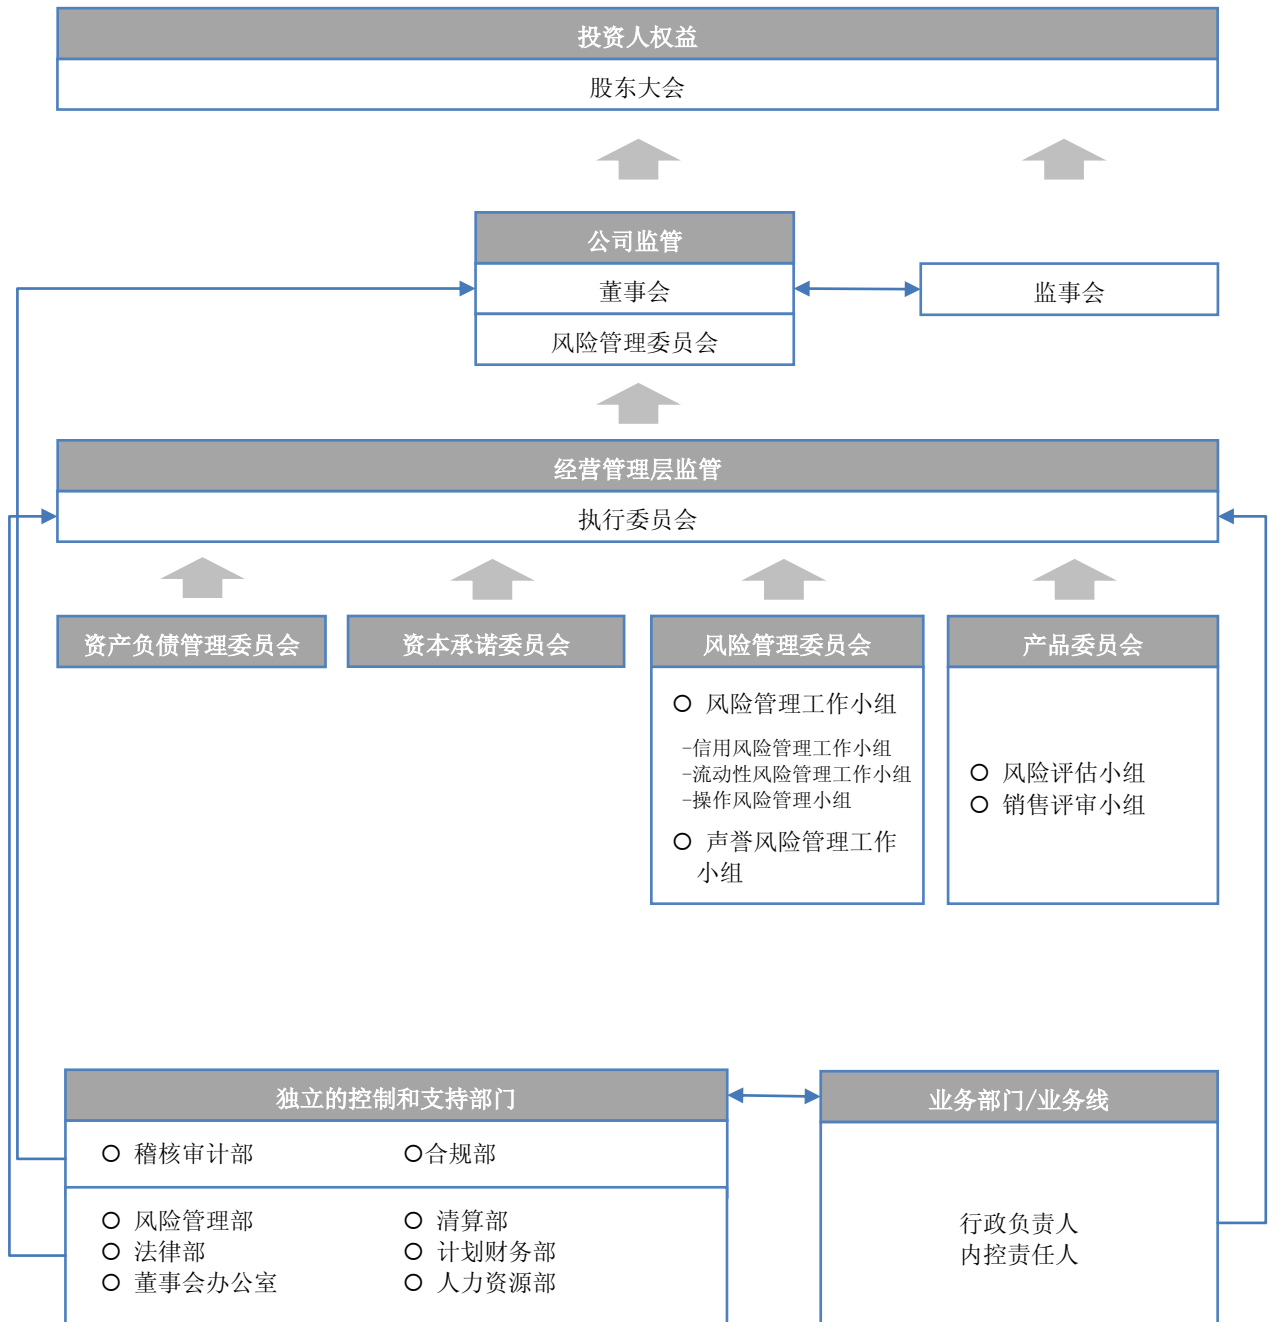 投资人权益
股东大会
公司监管
董事会
监事会
风险管理委员会
经营管理层监管
执行委员会
资产负债管理委员会
资本承诺委员会
风险管理委员会
○ 风险管理工作小组
-信用风险管理工作小组
-流动性风险管理工作小组
-操作风险管理小组
○ 声誉风险管理工作
小组
产品委员会
○ 风险评估小组
○ 销售评审小组
独立的控制和支持部门
○ 稽核审计部
○合规部
○ 风险管理部
○ 清算部
○ 法律部
○ 计划财务部
○ 董事会办公室
○ 人力资源部
业务部门/业务线
行政负责人
内控责任人